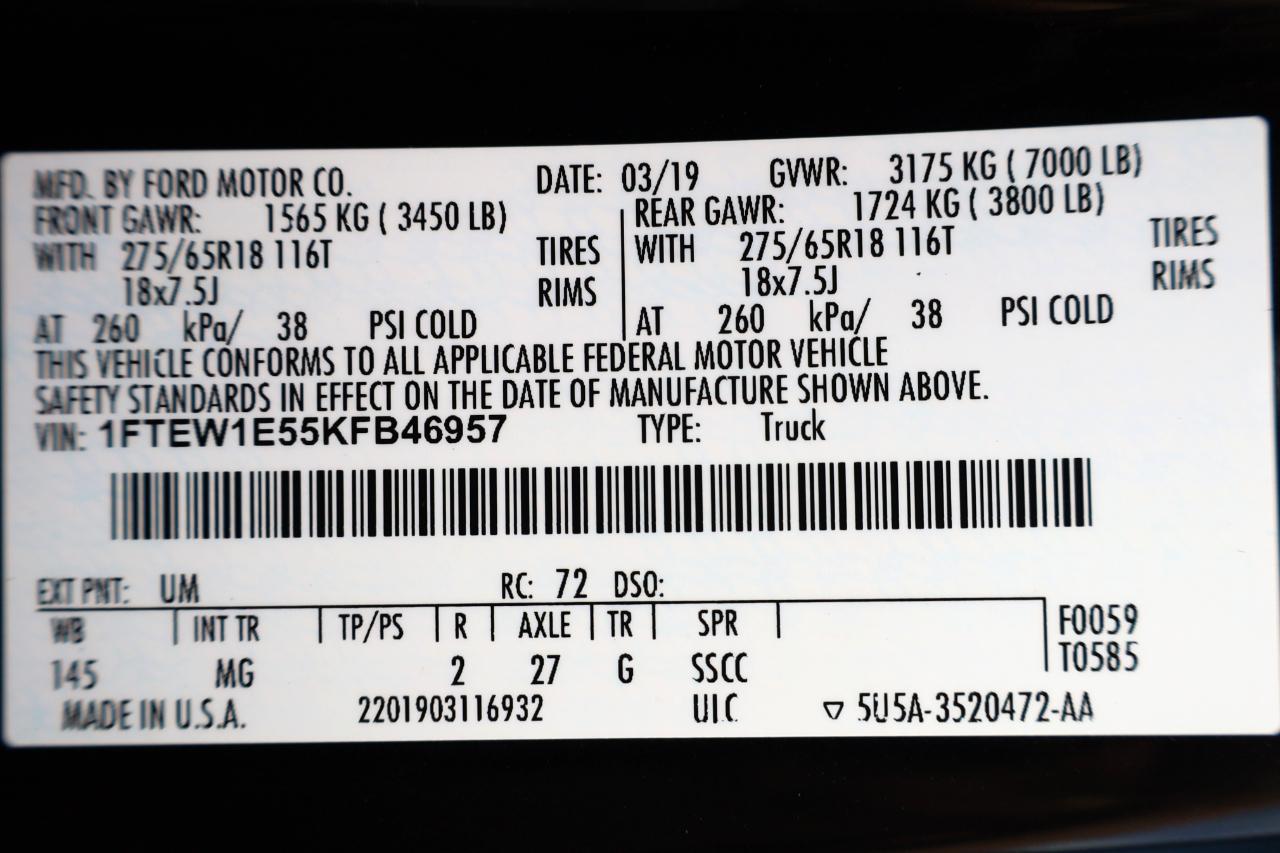 MFD. BY FORD MOTOR CO. DATE: 03/19 GVWR: 3175 KG ( 7000 LB)
FRONT GAWR: 1565 KG ( 3450 LB) REAR GAWR: 1724 KG ( 3800 LB)
WITH 275/65R18 116T TIRES WITH 275/65R18 116T TIRES
18x7.5J RIMS 18x7.5J RIMS
AT 260 kPa/ 38 PSI COLD AT 260 kPa/ 38 PSI COLD
THIS VEHICLE CONFORMS TO ALL APPLICABLE FEDERAL MOTOR VEHICLE
SAFETY STANDARDS IN EFFECT ON THE DATE OF MANUFACTURE SHOWN ABOVE.
VIN: 1FTEW1E55KFB46957 TYPE: Truck
EXT PNT: UM RC: 72 DSO:
WB INT TR TP/PS R AXLE TR SPR F0059
145 MG 2 27 G SSCC T0585
MADE IN U.S.A. 2201903116932 UIC ▽ 5U5A-3520472-AA